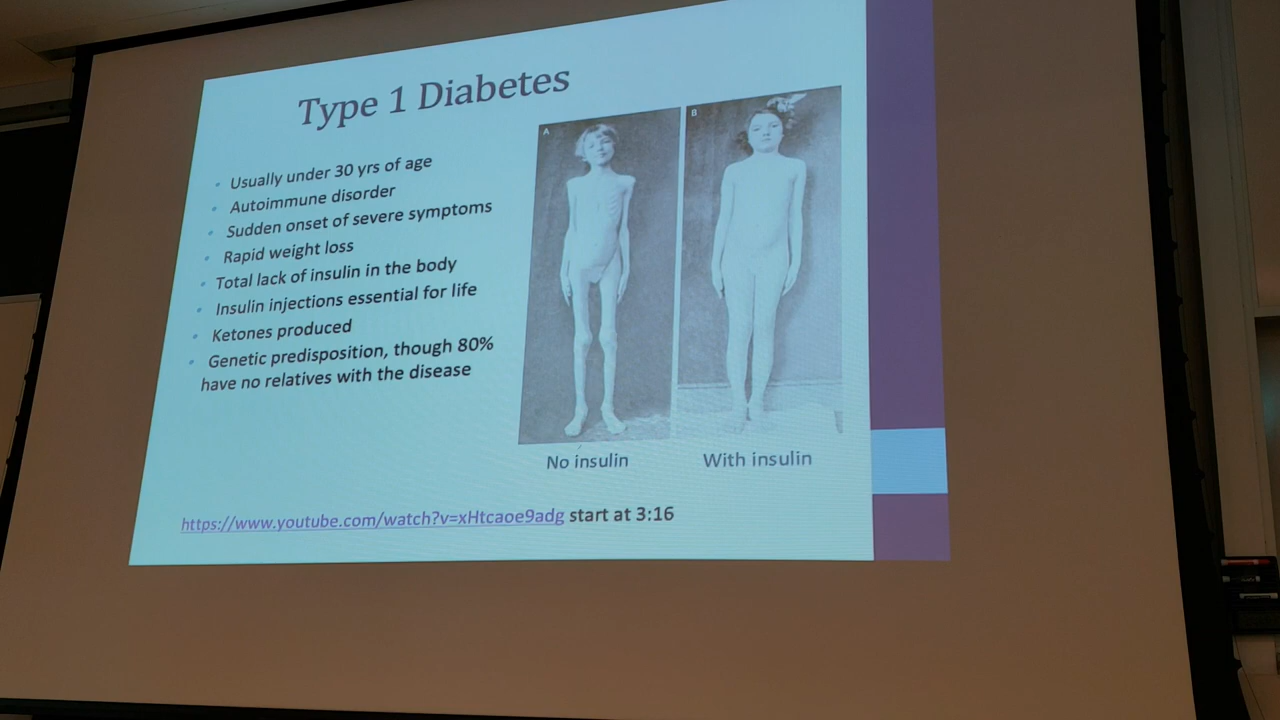 Type 1 Diabetes
• Usually under 30 yrs of age
• Autoimmune disorder
• Sudden onset of severe symptoms
• Rapid weight loss
• Total lack of insulin in the body
• Insulin injections essential for life
• Ketones produced
• Genetic predisposition, though 80%
have no relatives with the disease
A
B
No insulin
With insulin
https://www.youtube.com/watch?v=xHtcaoe9adg start at 3:16